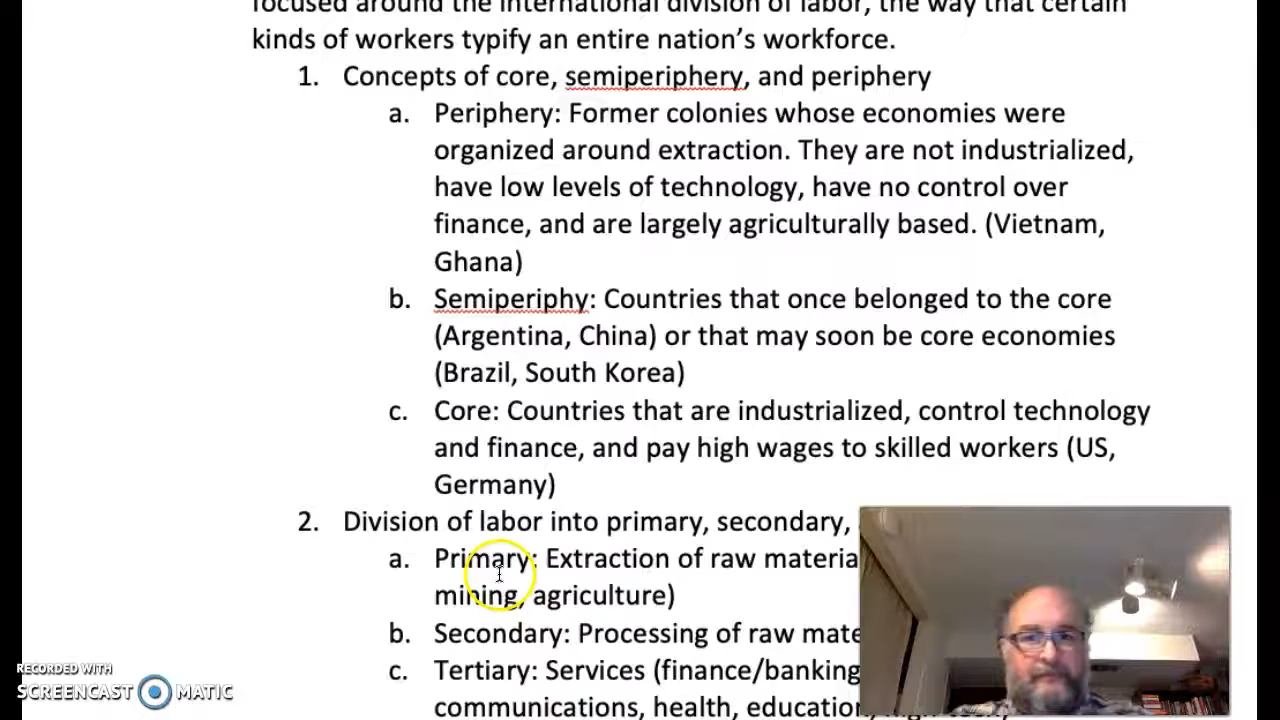 focused around the international division of labor, the way that certain
kinds of workers typify an entire nation's workforce.
1. Concepts of core, semiperiphery, and periphery
a. Periphery: Former colonies whose economies were
organized around extraction. They are not industrialized,
have low levels of technology, have no control over
finance, and are largely agriculturally based. (Vietnam,
Ghana)
b. Semiperiphy: Countries that once belonged to the core
(Argentina, China) or that may soon be core economies
(Brazil, South Korea)
c. Core: Countries that are industrialized, control technology
and finance, and pay high wages to skilled workers (US,
Germany)
2. Division of labor into primary, secondary,
a. Primary: Extraction of raw materia
mining, agriculture)
b. Secondary: Processing of raw mate
c. Tertiary: Services (finance/banking
communications, health, education,
RECORDED WITH
SCREENCAST MATIC